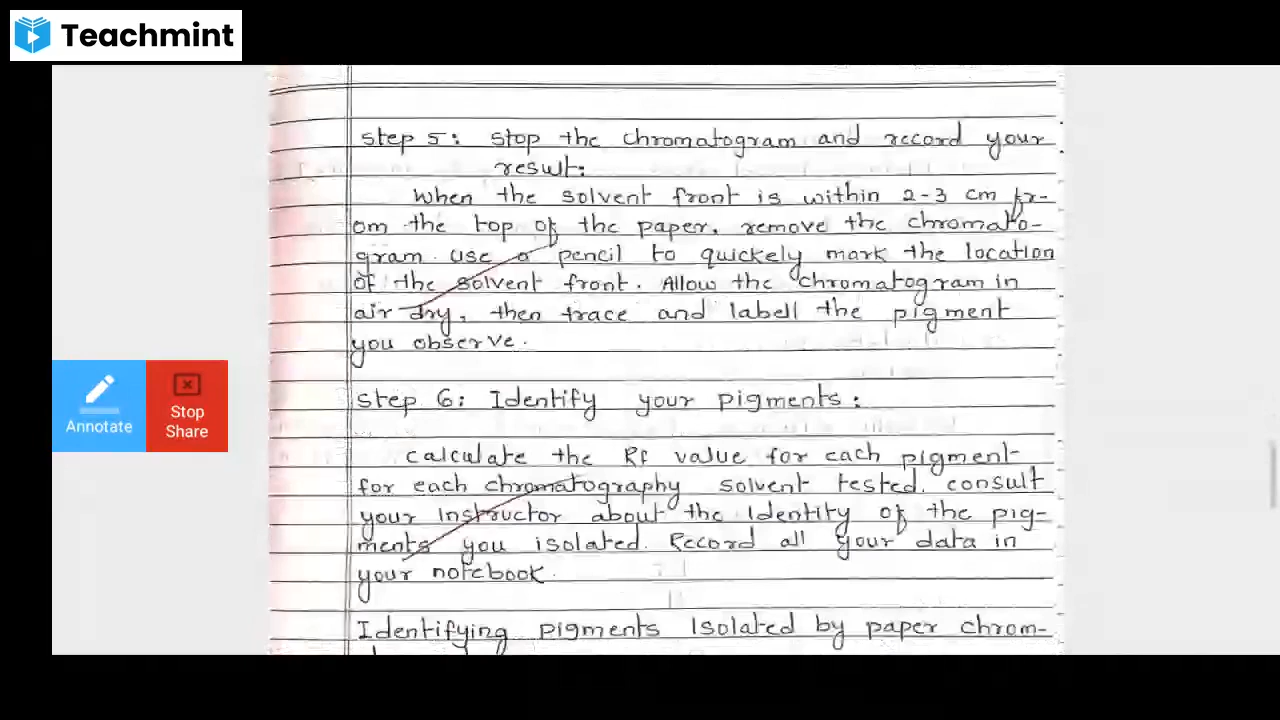 Teachmint
step 5: stop the chromatogram and record your
result:
When the solvent front is within 2-3 cm fr-
om the top of the paper, remove the chromato-
gram. use a pencil to quickely mark the location
of the solvent front. Allow the chromatogram in
air dry, then trace and labell the pigment
you observe.
Annotate
Stop
Share
step 6: Identify your pigments:
calculate the Rf value for each pigment
for each chromatography solvent tested. consult
your Instructor about the Identity of the pig-
ments you isolated. Record all your data in
your notebook.
Identifying pigments Isolated by paper chrom-